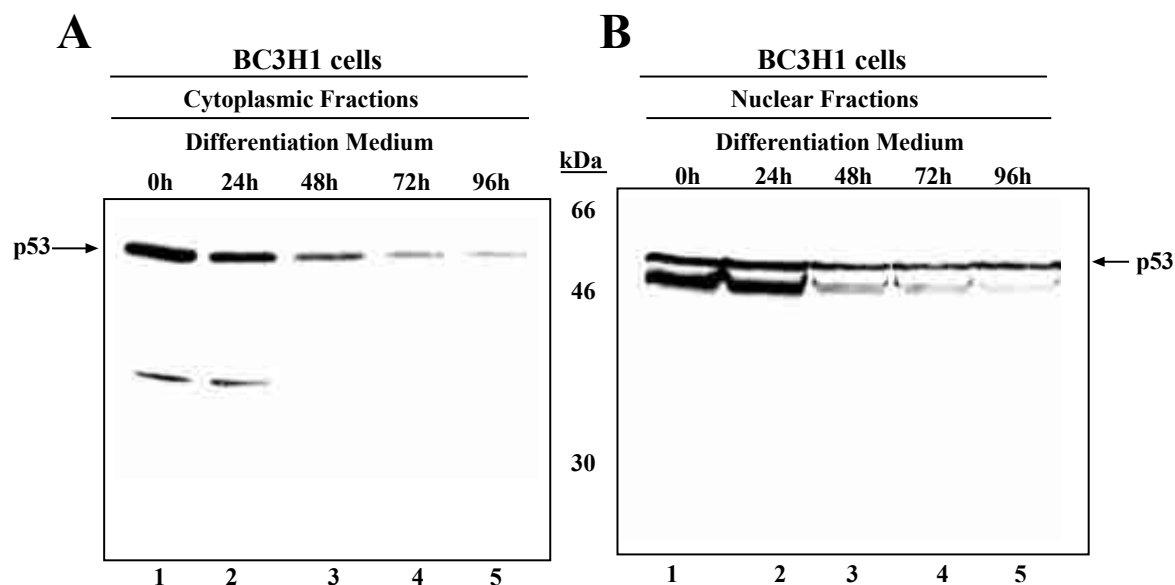 A
BC3H1 cells
Cytoplasmic Fractions
Differentiation Medium
0h 24h 48h 72h 96h
p53
1 2 3 4 5
kDa
66
46
30
B
BC3H1 cells
Nuclear Fractions
Differentiation Medium
0h 24h 48h 72h 96h
p53
1 2 3 4 5